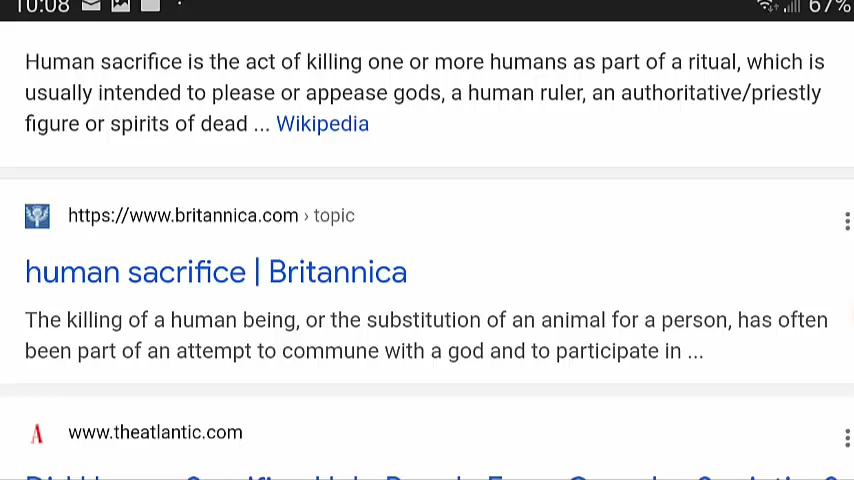 10:08 67%
Human sacrifice is the act of killing one or more humans as part of a ritual, which is
usually intended to please or appease gods, a human ruler, an authoritative/priestly
figure or spirits of dead ... Wikipedia
https://www.britannica.com › topic
human sacrifice | Britannica
The killing of a human being, or the substitution of an animal for a person, has often
been part of an attempt to commune with a god and to participate in ...
www.theatlantic.com